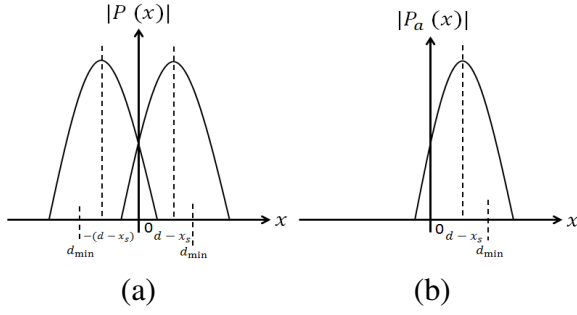 |P (x)|
|P_a (x)|
x
x
-(d − x_s)
0
d − x_s
d_min
d_min
0
d − x_s
d_min
(a)
(b)